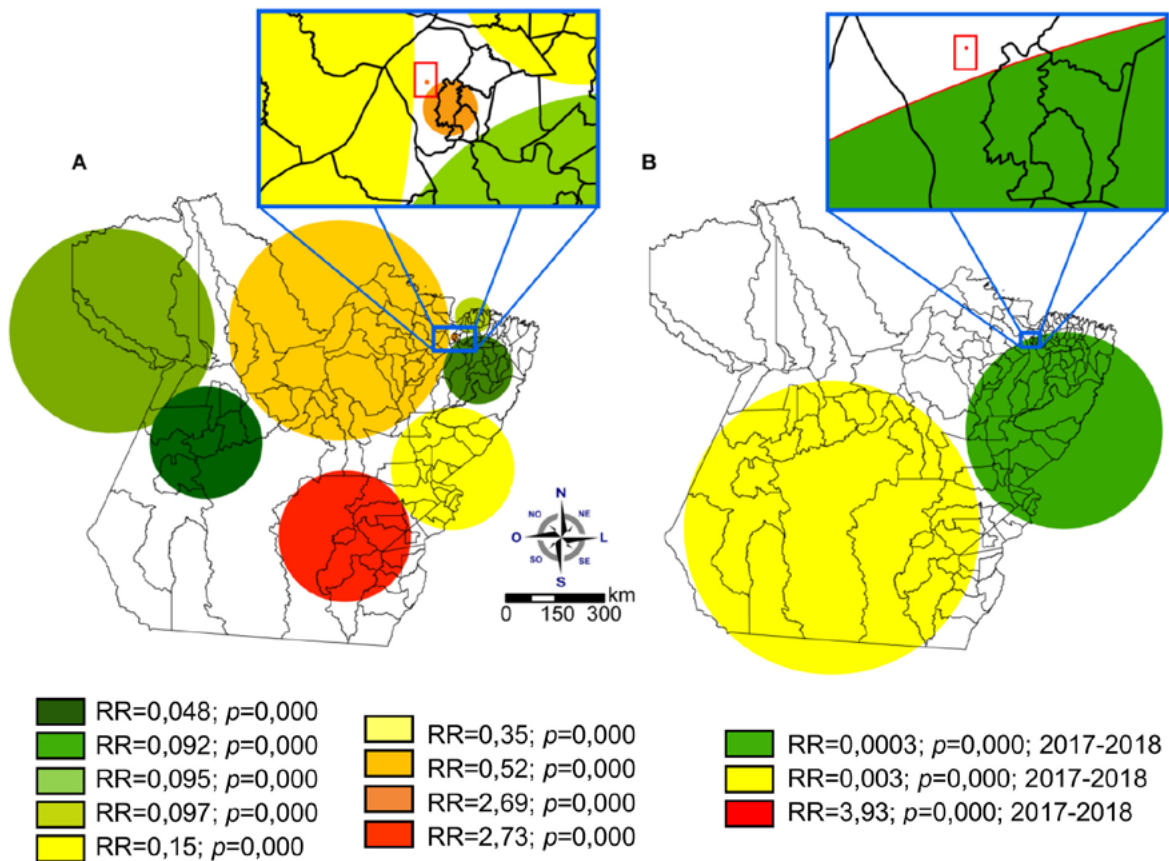 A
B
N
NO
NE
O
L
SO
SE
S
km
0 150 300
RR=0,048; p=0,000
RR=0,092; p=0,000
RR=0,095; p=0,000
RR=0,097; p=0,000
RR=0,15; p=0,000
RR=0,35; p=0,000
RR=0,52; p=0,000
RR=2,69; p=0,000
RR=2,73; p=0,000
RR=0,0003; p=0,000; 2017-2018
RR=0,003; p=0,000; 2017-2018
RR=3,93; p=0,000; 2017-2018